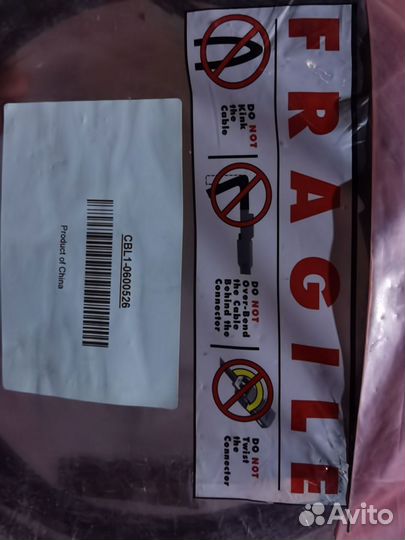 FRAGILE
DO NOT
Kink
the
Cable
DO NOT
Over-Bend
the Cable
Behind the
Connector
DO NOT
Twist
the
Connector
CBL1-0600526
Product of China
Avito